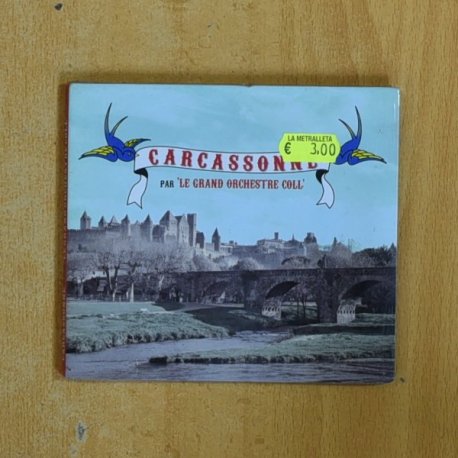 LA METRALLETA
€ 3,00
CARCASSONNE
PAR 'LE GRAND ORCHESTRE COLL'